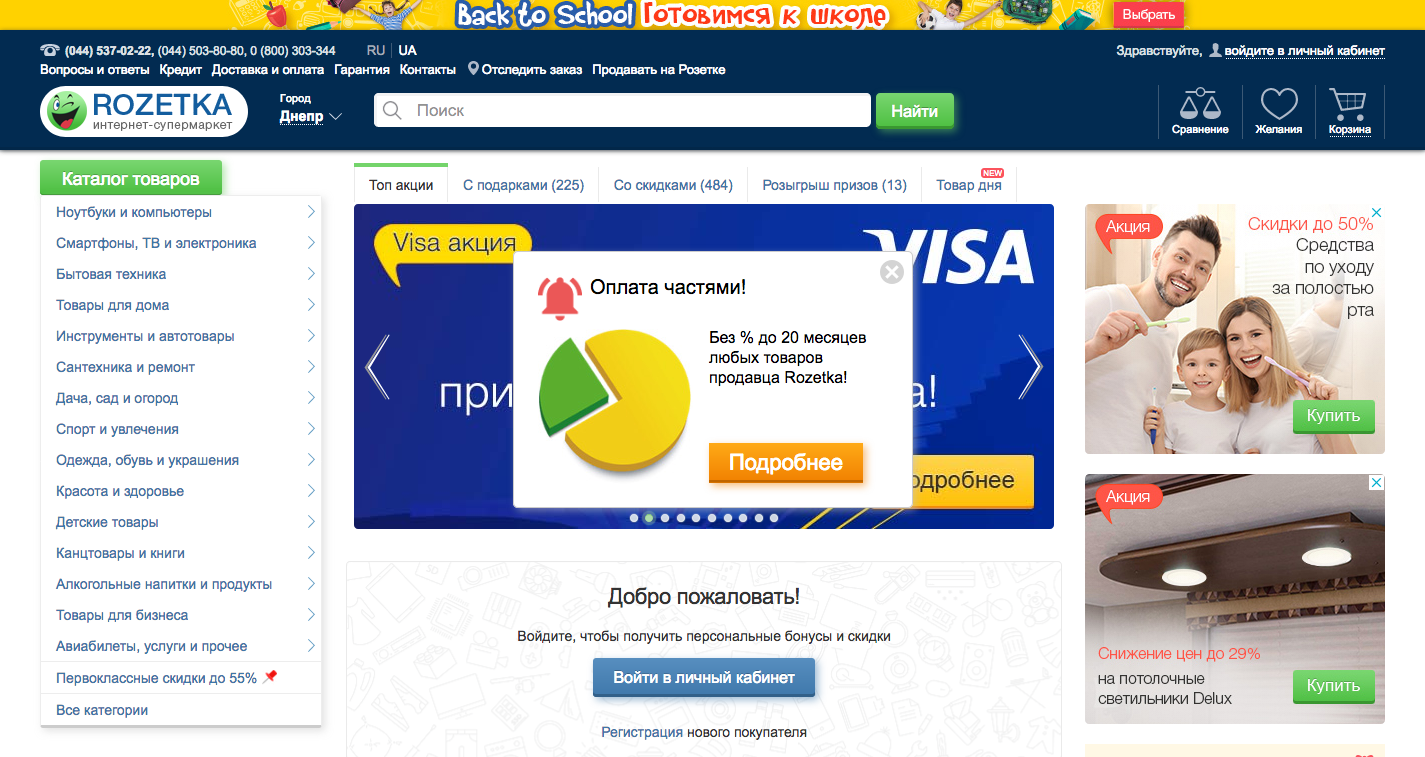 Back to School Готовимся к школе
Выбрать
(044) 537-02-22, (044) 503-80-80, 0 (800) 303-344
RU | UA
Здравствуйте, войдите в личный кабинет
Вопросы и ответы Кредит Доставка и оплата Гарантия Контакты Отследить заказ Продавать на Розетке
ROZETKA
интернет-супермаркет
Город
Днепр
Поиск
Найти
Сравнение
Желания
Корзина
Каталог товаров
Ноутбуки и компьютеры
Смартфоны, ТВ и электроника
Бытовая техника
Товары для дома
Инструменты и автотовары
Сантехника и ремонт
Дача, сад и огород
Спорт и увлечения
Одежда, обувь и украшения
Красота и здоровье
Детские товары
Канцтовары и книги
Алкогольные напитки и продукты
Товары для бизнеса
Авиабилеты, услуги и прочее
Первоклассные скидки до 55%
Все категории
Топ акции
С подарками (225)
Со скидками (484)
Розыгрыш призов (13)
Товар дня
NEW
Visa акция
VISA
при
а!
одробнее
Оплата частями!
Без % до 20 месяцев
любых товаров
продавца Rozetka!
Подробнее
Добро пожаловать!
Войдите, чтобы получить персональные бонусы и скидки
Войти в личный кабинет
Регистрация нового покупателя
Акция
Скидки до 50%
Средства
по уходу
за полостью
рта
Купить
Акция
Снижение цен до 29%
на потолочные
светильники Delux
Купить